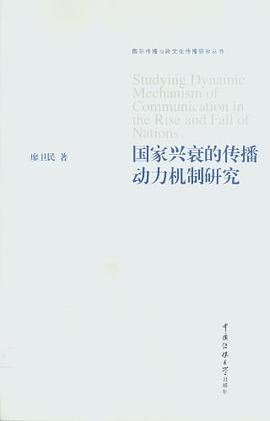 国际传播与跨文化传播研究丛书
Studying Dynamic
Mechanism of
Communication in
the Rise and Fall of
Nations
国家兴衰的传播
动力机制研究
廖卫民 著
中国传媒大学
出版社